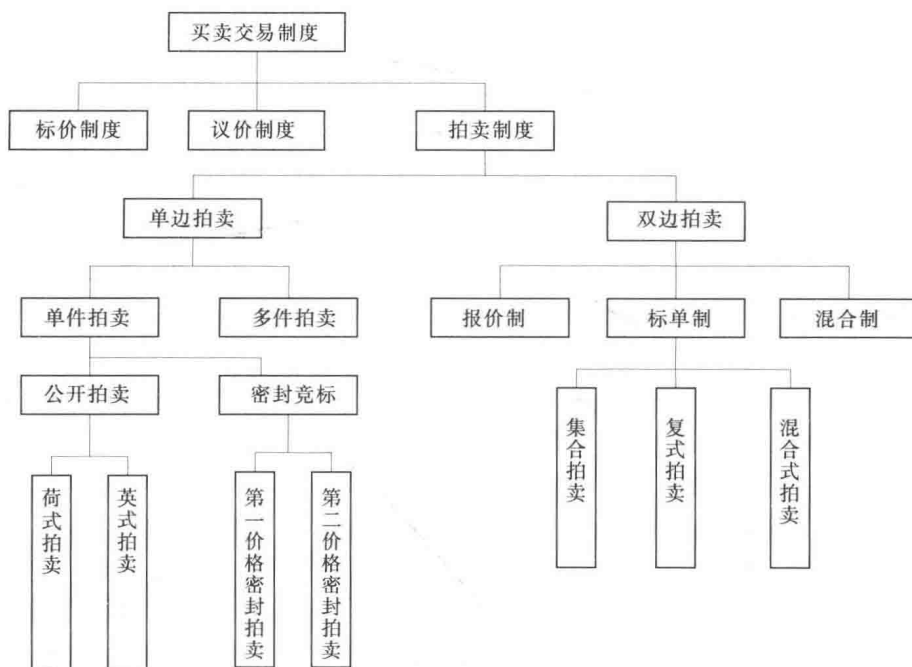 买卖交易制度
标价制度
议价制度
拍卖制度
单边拍卖
双边拍卖
单件拍卖
多件拍卖
报价制
标单制
混合制
公开拍卖
密封竞标
集合拍卖
复式拍卖
混合式拍卖
荷式拍卖
英式拍卖
第一价格密封拍卖
第二价格密封拍卖